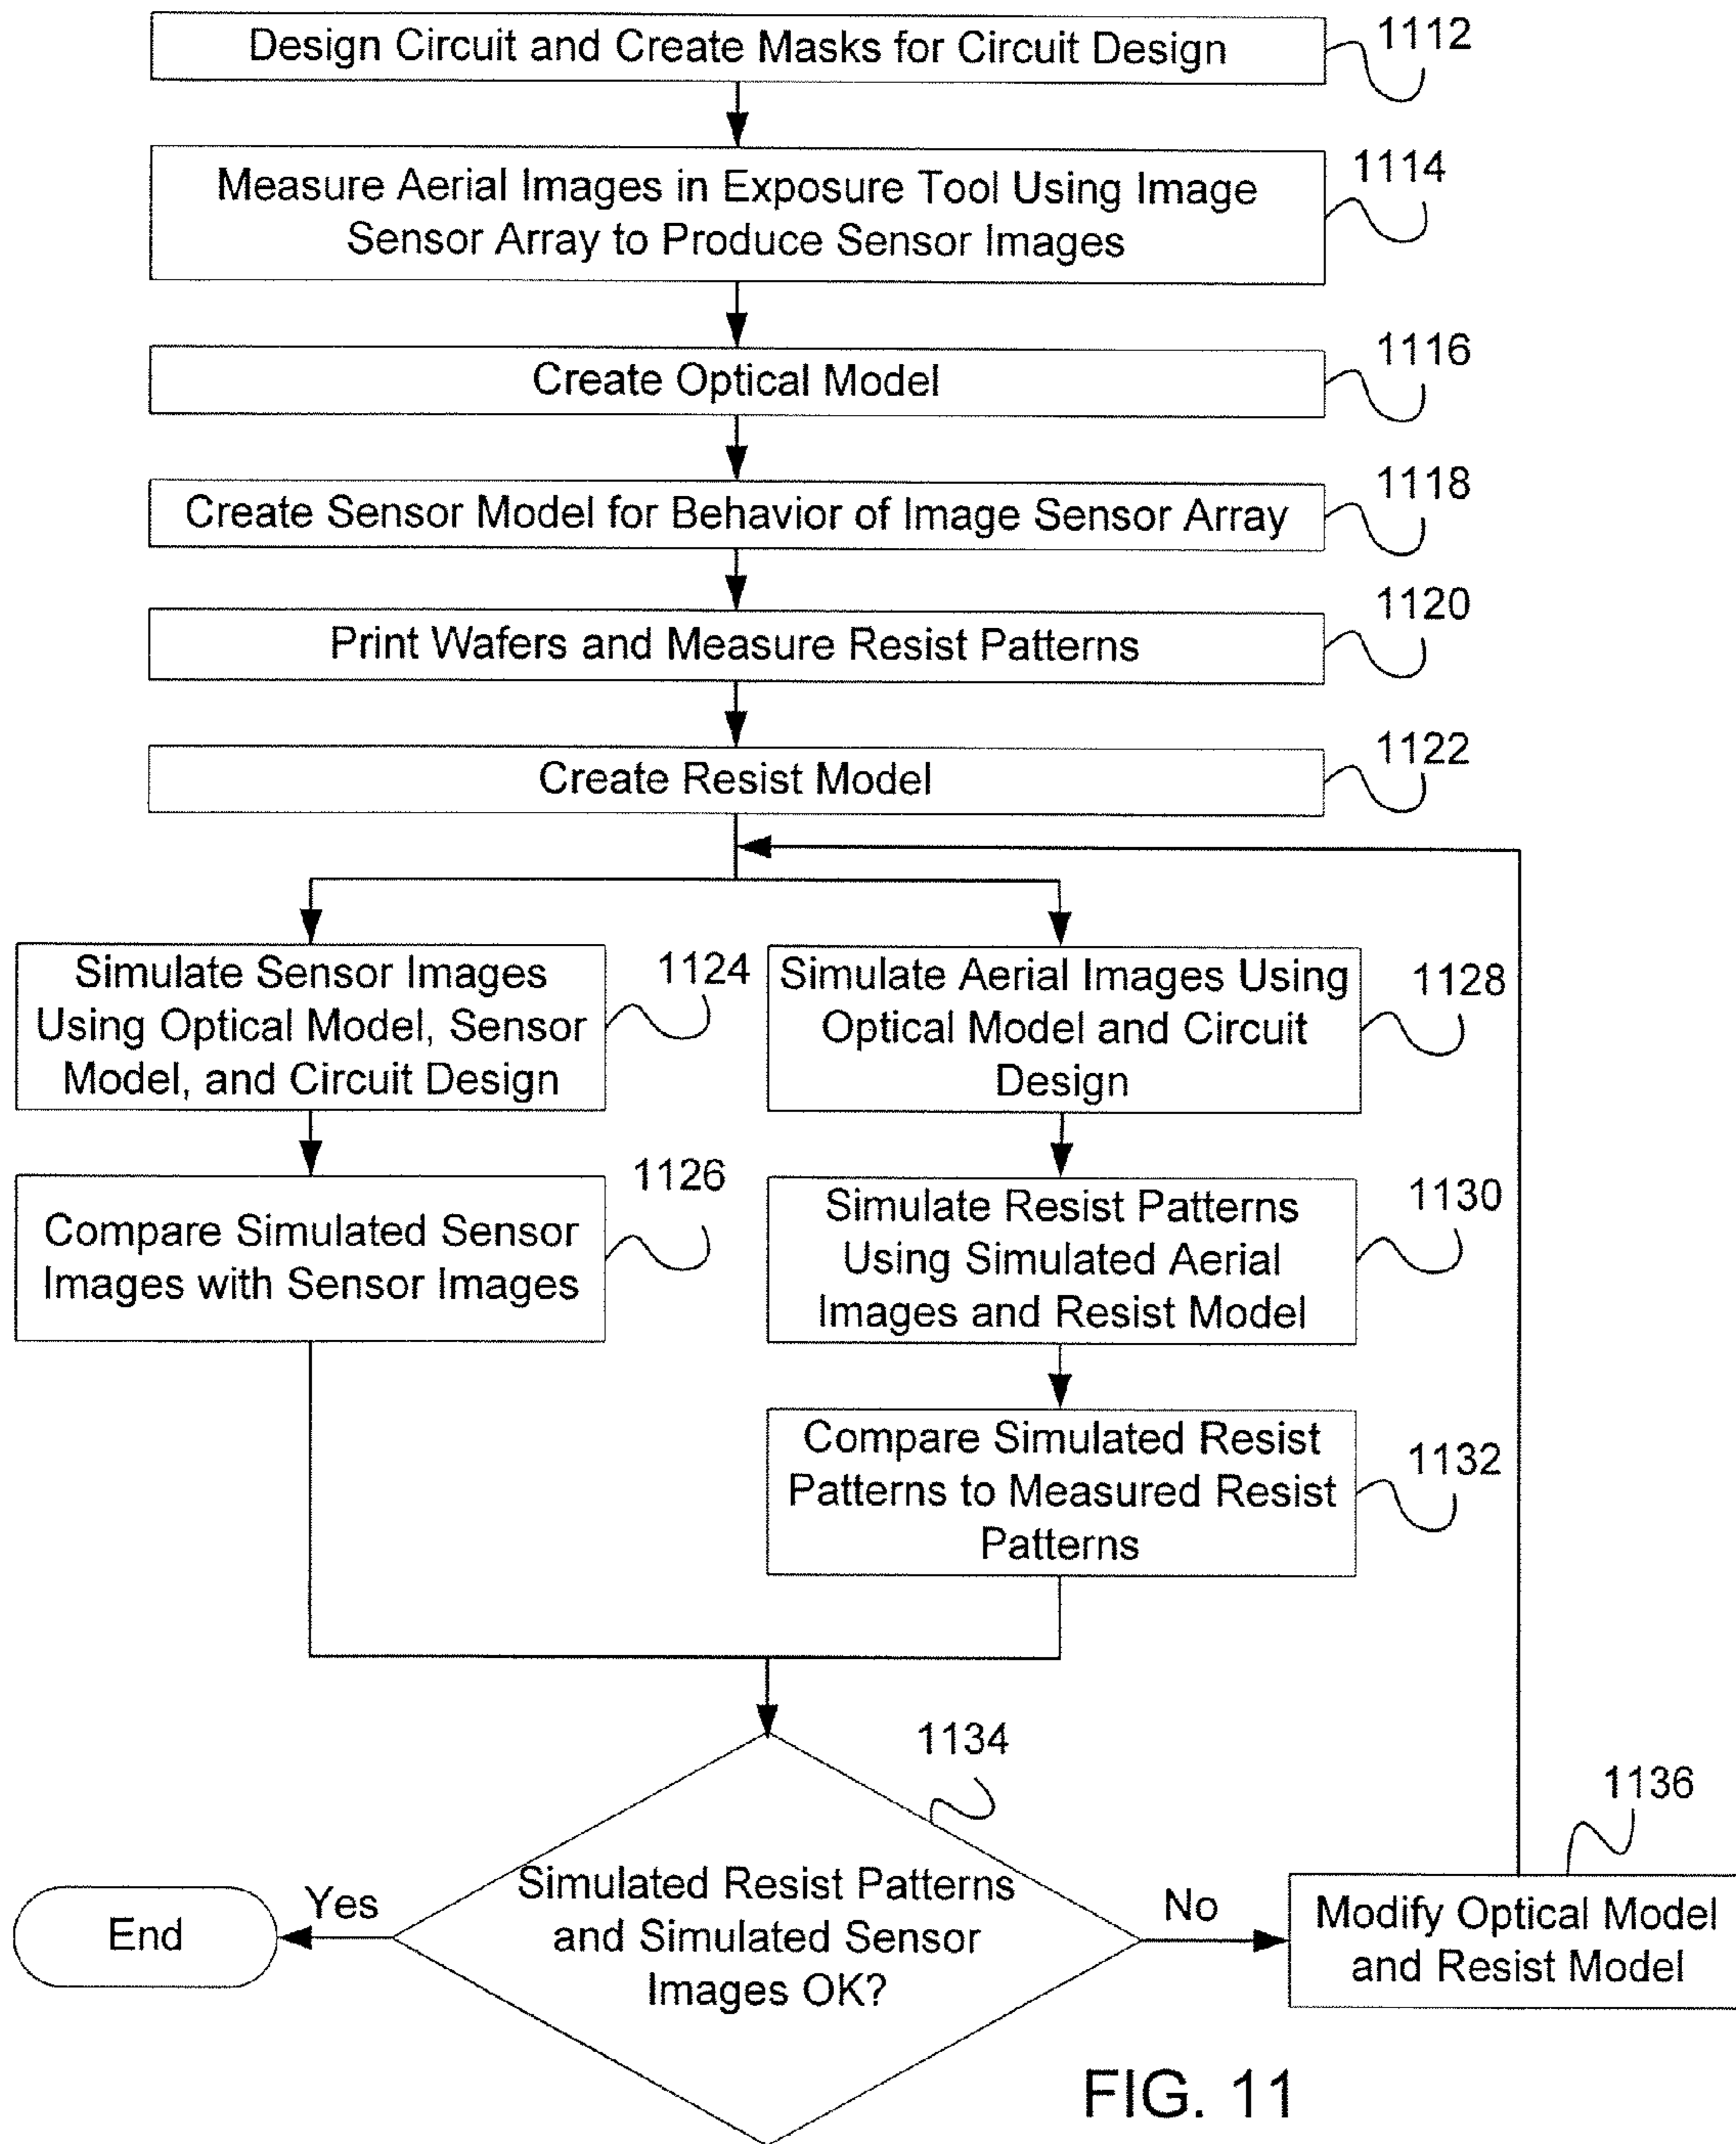 Design Circuit and Create Masks for Circuit Design
1112
Measure Aerial Images in Exposure Tool Using Image
Sensor Array to Produce Sensor Images
1114
Create Optical Model
1116
Create Sensor Model for Behavior of Image Sensor Array
1118
Print Wafers and Measure Resist Patterns
1120
Create Resist Model
1122
Simulate Sensor Images
Using Optical Model, Sensor
Model, and Circuit Design
1124
Compare Simulated Sensor
Images with Sensor Images
1126
Simulate Aerial Images Using
Optical Model and Circuit
Design
1128
Simulate Resist Patterns
Using Simulated Aerial
Images and Resist Model
1130
Compare Simulated Resist
Patterns to Measured Resist
Patterns
1132
1134
Simulated Resist Patterns
and Simulated Sensor
Images OK?
Yes
End
No
1136
Modify Optical Model
and Resist Model
FIG. 11